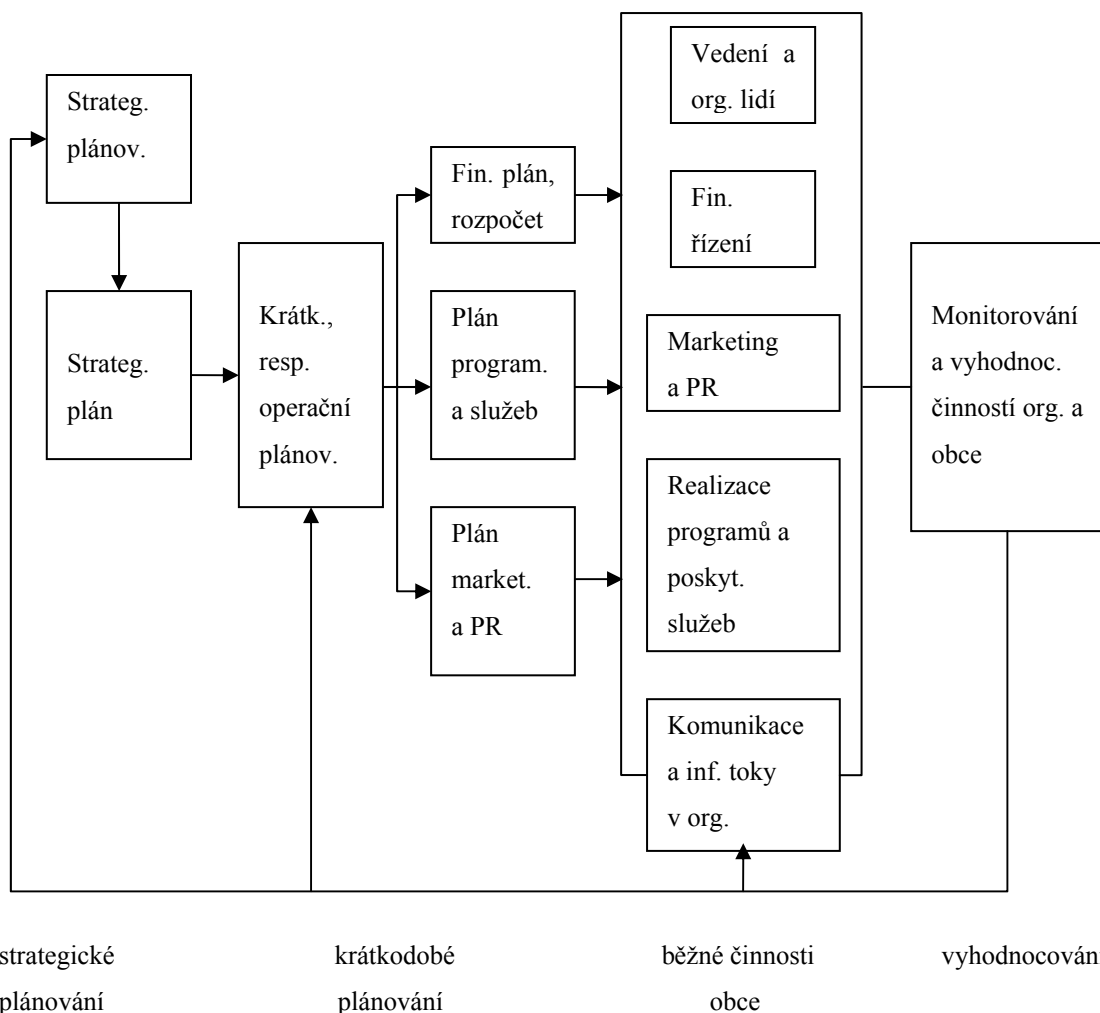 Strateg.
plánov.
Strateg.
plán
Krátk.,
resp.
operační
plánov.
Fin. plán,
rozpočet
Plán
program.
a služeb
Plán
market.
a PR
Vedení a
org. lidí
Fin.
řízení
Marketing
a PR
Realizace
programů a
poskyt.
služeb
Komunikace
a inf. toky
v org.
Monitorování
a vyhodnoc.
činností org. a
obce
strategické
plánování
krátkodobé
plánování
běžné činnosti
obce
vyhodnocování